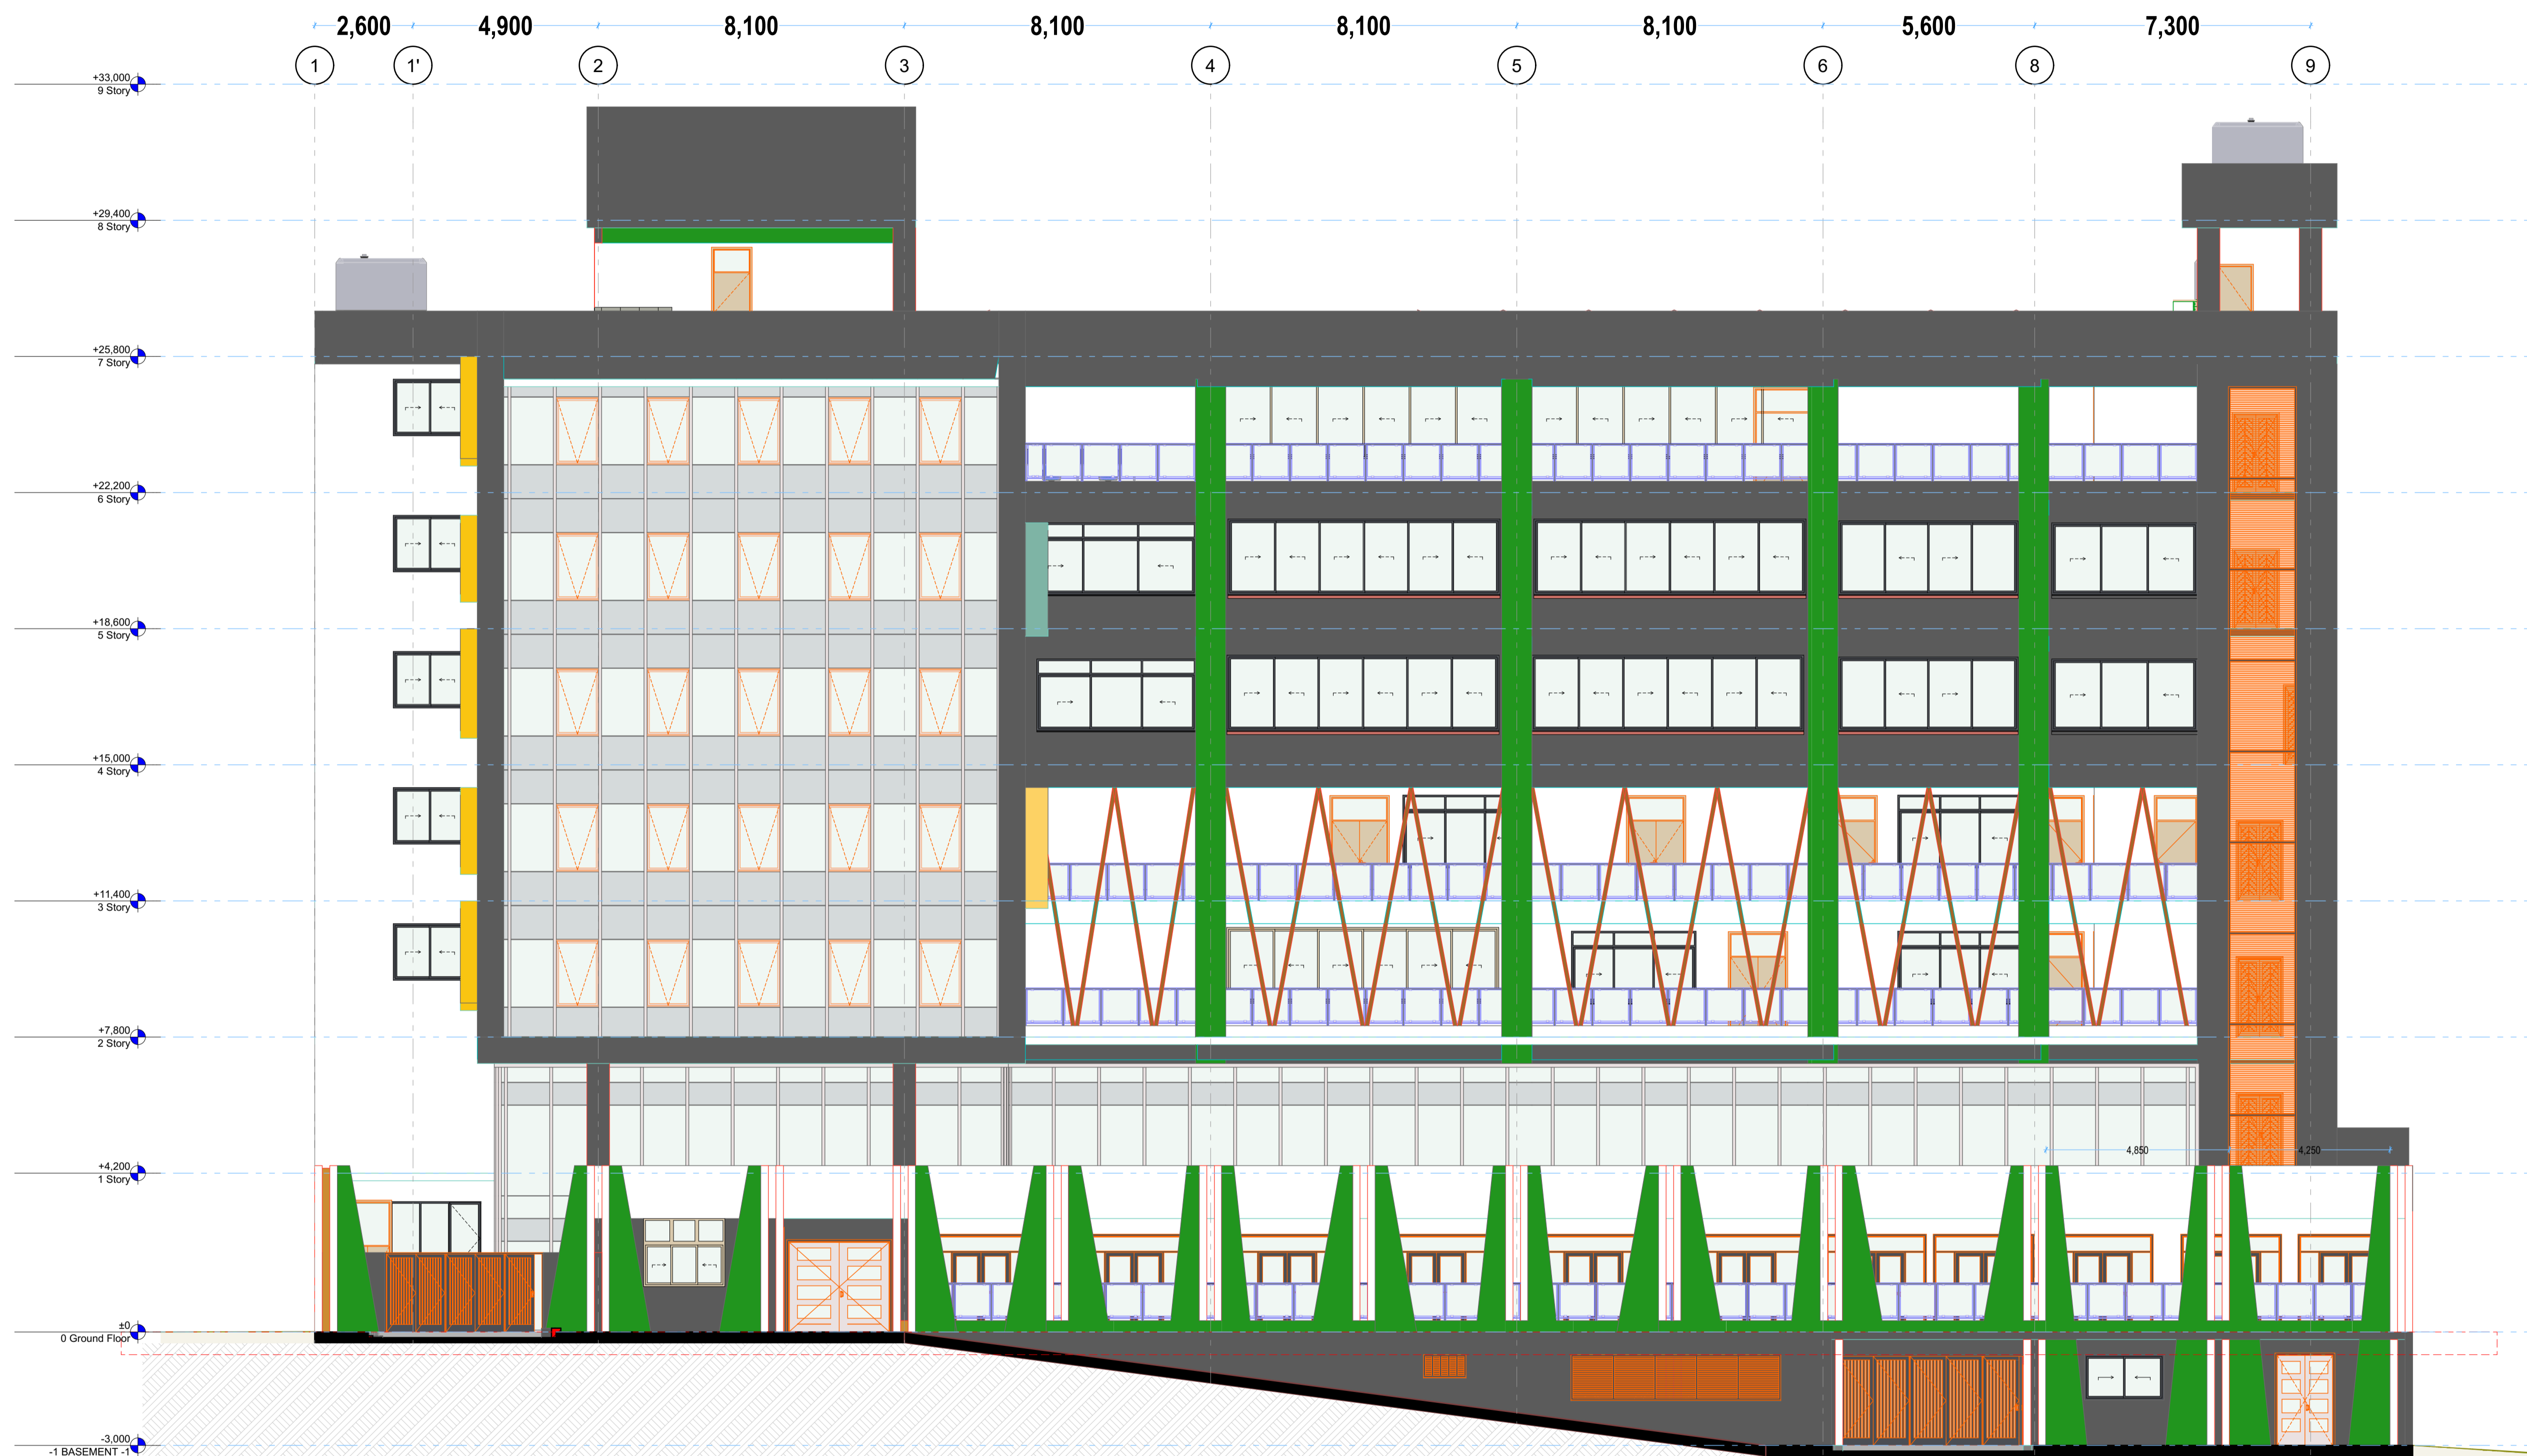 2,600 4,900 8,100 8,100 8,100 8,100 5,600 7,300
1 1' 2 3 4 5 6 8 9
+33,000
9 Story
+29,400
8 Story
+25,800
7 Story
+22,200
6 Story
+18,600
5 Story
+15,000
4 Story
+11,400
3 Story
+7,800
2 Story
4,850 4,250
+4,200
1 Story
±0
0 Ground Floor
-3,000
-1 BASEMENT -1